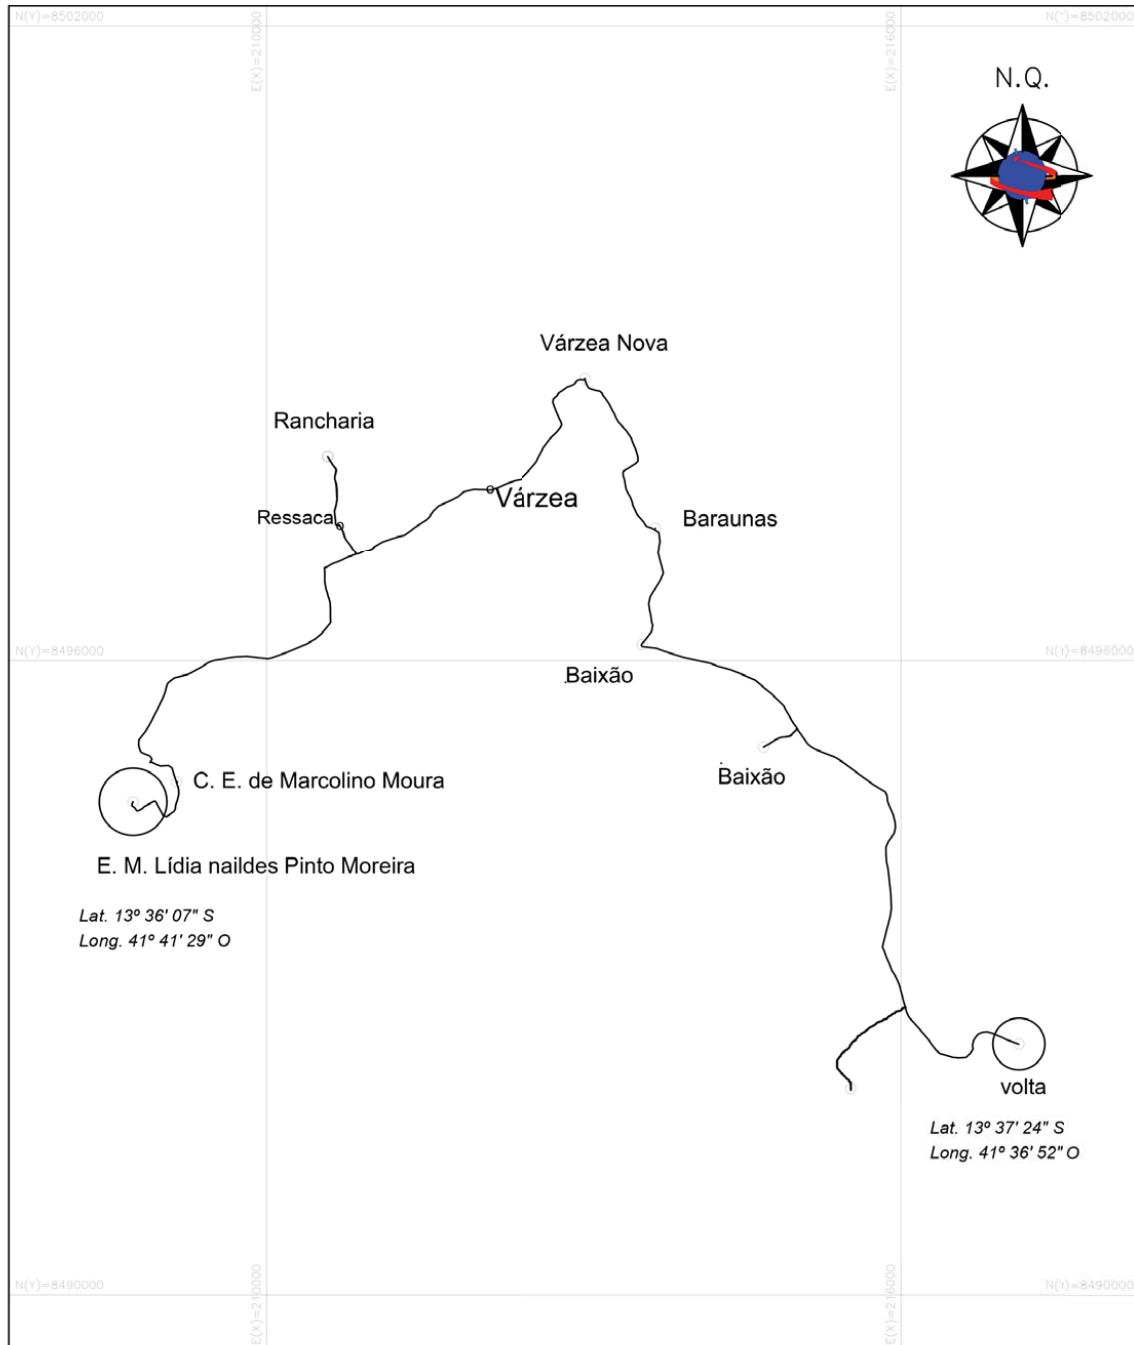 N(Y)=8502000
N(Y)=8502000
E(X)=210000
E(X)=216000
N.Q.
Várzea Nova
Rancharia
Várzea
Ressaca
Baraunas
N(Y)=8496000
N(Y)=8496000
Baixão
Baixão
C. E. de Marcolino Moura
E. M. Lídia naildes Pinto Moreira
Lat. 13º 36' 07" S
Long. 41º 41' 29" O
volta
Lat. 13º 37' 24" S
Long. 41º 36' 52" O
N(Y)=8490000
N(Y)=8490000
E(X)=210000
E(X)=216000